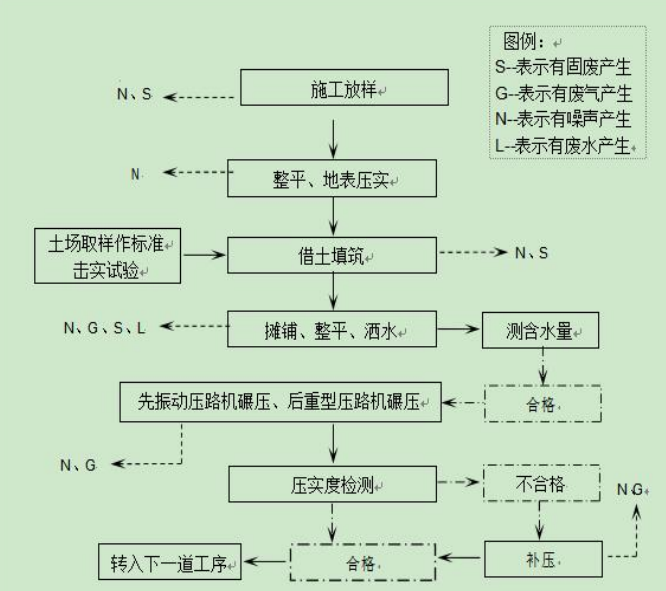 图例：
S--表示有固废产生
G--表示有废气产生
N--表示有噪声产生
L--表示有废水产生
施工放样
N、S
整平、地表压实
N
土场取样作标准
击实试验
借土填筑
N、S
N、G、S、L
摊铺、整平、洒水
测含水量
先振动压路机碾压、后重型压路机碾压
合格
N、G
压实度检测
不合格
N、G
转入下一道工序
合格
补压